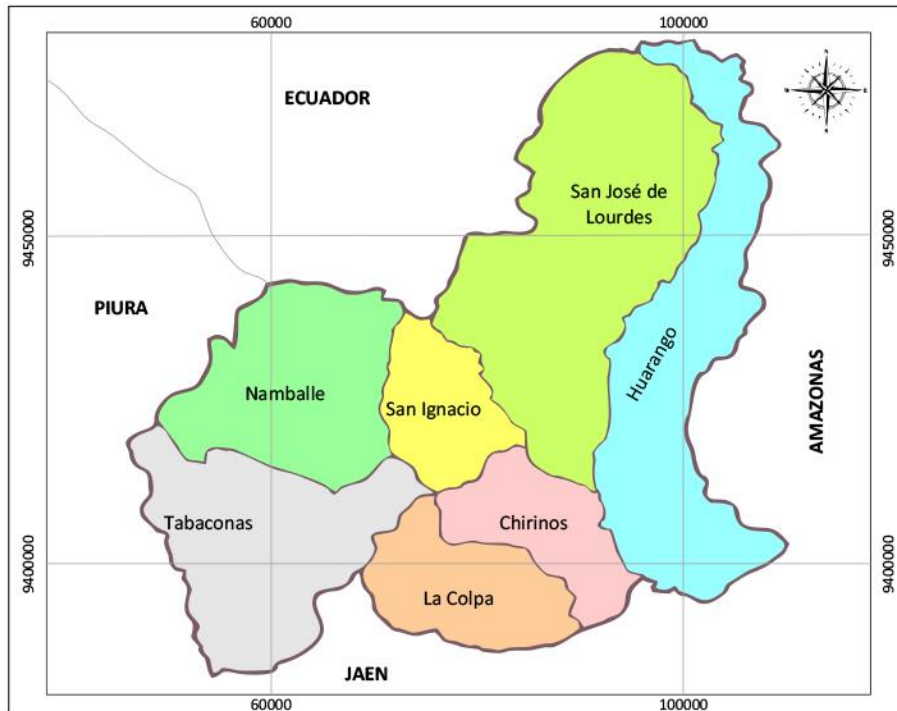 60000
100000
ECUADOR
San José de
Lourdes
9450000
9450000
PIURA
Huarango
Namballe
San Ignacio
AMAZONAS
Tabaconas
Chirinos
9400000
9400000
La Colpa
JAEN
60000
100000